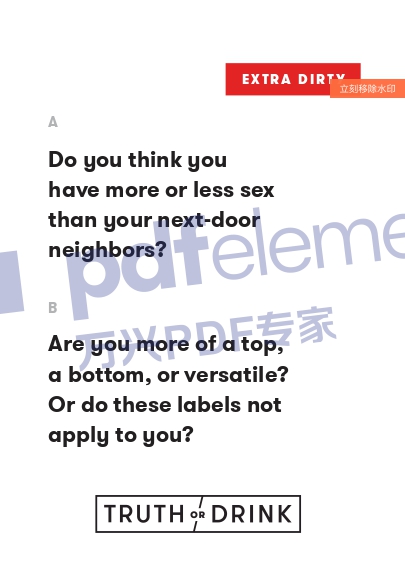 EXTRA DIRTY
立刻移除水印
A
Do you think you
have more or less sex
than your next-door
neighbors?
pdfeleme
万兴PDF专家
B
Are you more of a top,
a bottom, or versatile?
Or do these labels not
apply to you?
TRUTH OR DRINK